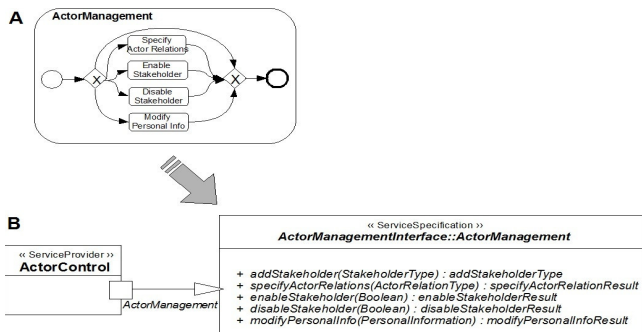 A
ActorManagement
Specify
Actor Relations
Enable
Stakeholder
X
X
Disable
Stakeholder
Modify
Personal Info
B
‹‹ ServiceSpecification ››
ActorManagementInterface::ActorManagement
‹‹ ServiceProvider ››
ActorControl
ActorManagement
+ addStakeholder(StakeholderType) : addStakeholderType
+ specifyActorRelations(ActorRelationType) : specifyActorRelationResult
+ enableStakeholder(Boolean) : enableStakeholderResult
+ disableStakeholder(Boolean) : disableStakeholderResult
+ modifyPersonalInfo(PersonalInformation) : modifyPersonalInfoResult